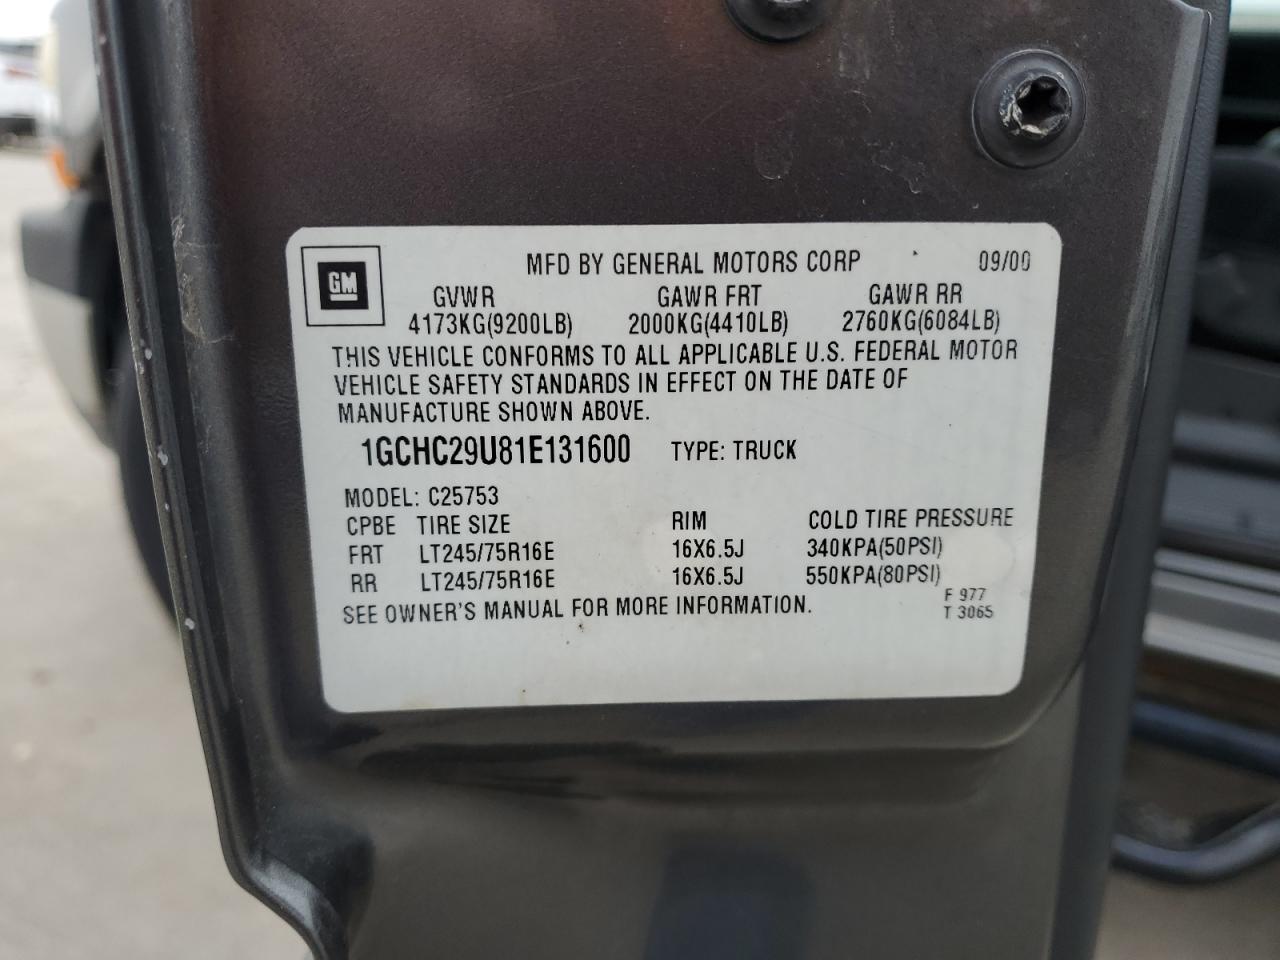 GM
MFD BY GENERAL MOTORS CORP 09/00
GVWR GAWR FRT GAWR RR
4173KG(9200LB) 2000KG(4410LB) 2760KG(6084LB)
THIS VEHICLE CONFORMS TO ALL APPLICABLE U.S. FEDERAL MOTOR
VEHICLE SAFETY STANDARDS IN EFFECT ON THE DATE OF
MANUFACTURE SHOWN ABOVE.
1GCHC29U81E131600 TYPE: TRUCK
MODEL: C25753
CPBE TIRE SIZE RIM COLD TIRE PRESSURE
FRT LT245/75R16E 16X6.5J 340KPA(50PSI)
RR LT245/75R16E 16X6.5J 550KPA(80PSI)
SEE OWNER'S MANUAL FOR MORE INFORMATION.
F 977
T 3065